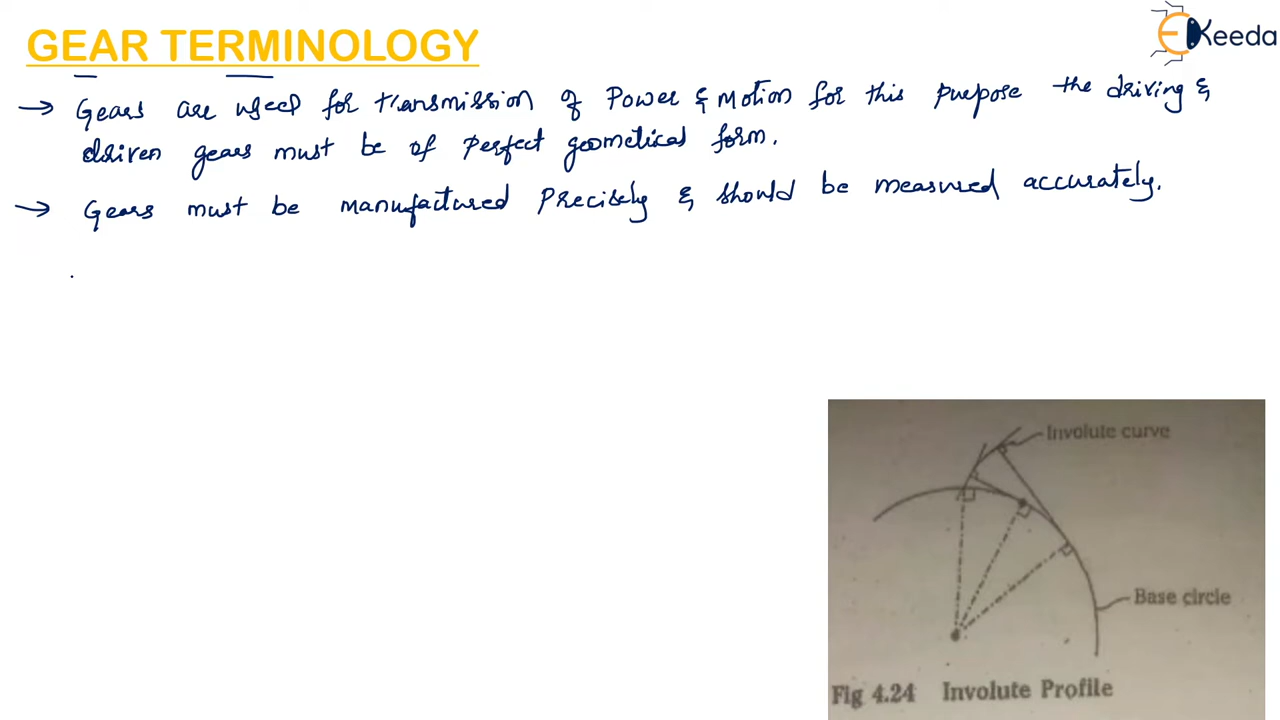 GEAR TERMINOLOGY
EKeeda
→ Gears are used for transmission of Power & Motion for this purpose the driving &
driven gears must be of perfect geometical form.
→ Gears must be manufactured Precisely & should be measured accurately.
Involute curve
Base circle
Fig 4.24 Involute Profile